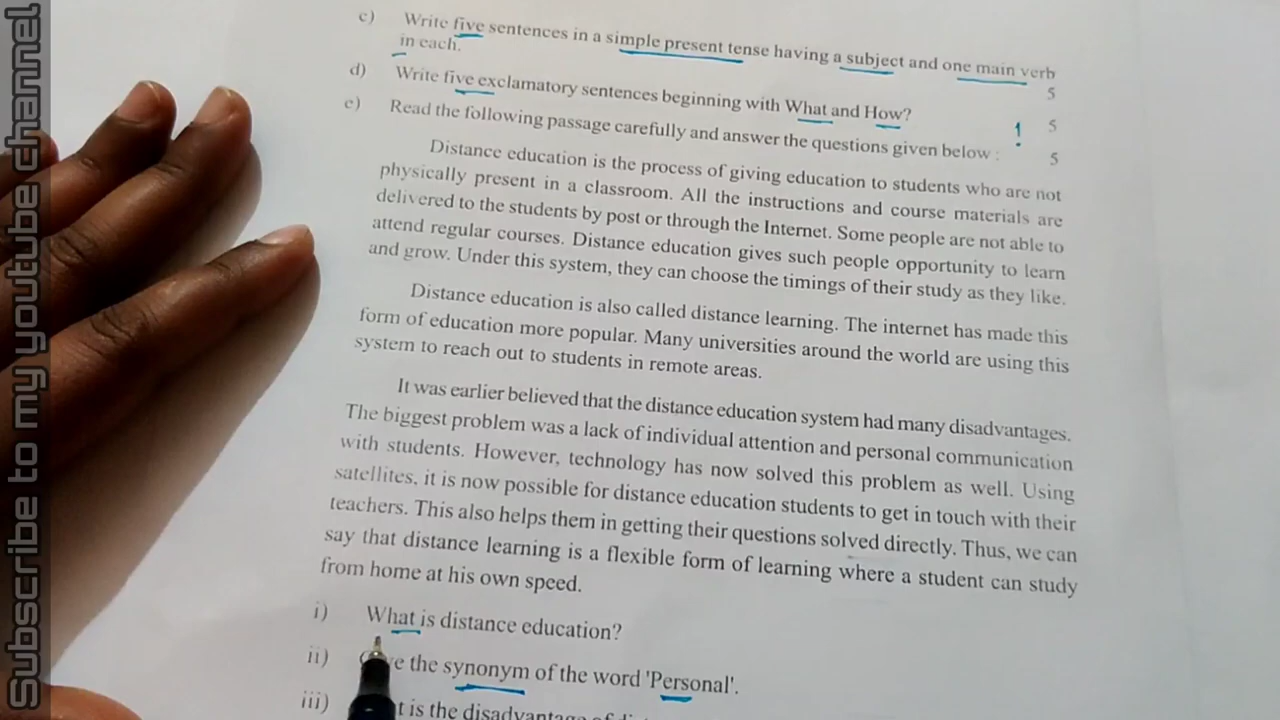 Subscribe to my youtube channel
c) Write five sentences in a simple present tense having a subject and one main verb
in each. 5
d) Write five exclamatory sentences beginning with What and How? ! 5
e) Read the following passage carefully and answer the questions given below : 5
Distance education is the process of giving education to students who are not
physically present in a classroom. All the instructions and course materials are
delivered to the students by post or through the Internet. Some people are not able to
attend regular courses. Distance education gives such people opportunity to learn
and grow. Under this system, they can choose the timings of their study as they like.
Distance education is also called distance learning. The internet has made this
form of education more popular. Many universities around the world are using this
system to reach out to students in remote areas.
It was earlier believed that the distance education system had many disadvantages.
The biggest problem was a lack of individual attention and personal communication
with students. However, technology has now solved this problem as well. Using
satellites, it is now possible for distance education students to get in touch with their
teachers. This also helps them in getting their questions solved directly. Thus, we can
say that distance learning is a flexible form of learning where a student can study
from home at his own speed.
i) What is distance education?
ii) the synonym of the word 'Personal'.
iii) is the disadvantage of